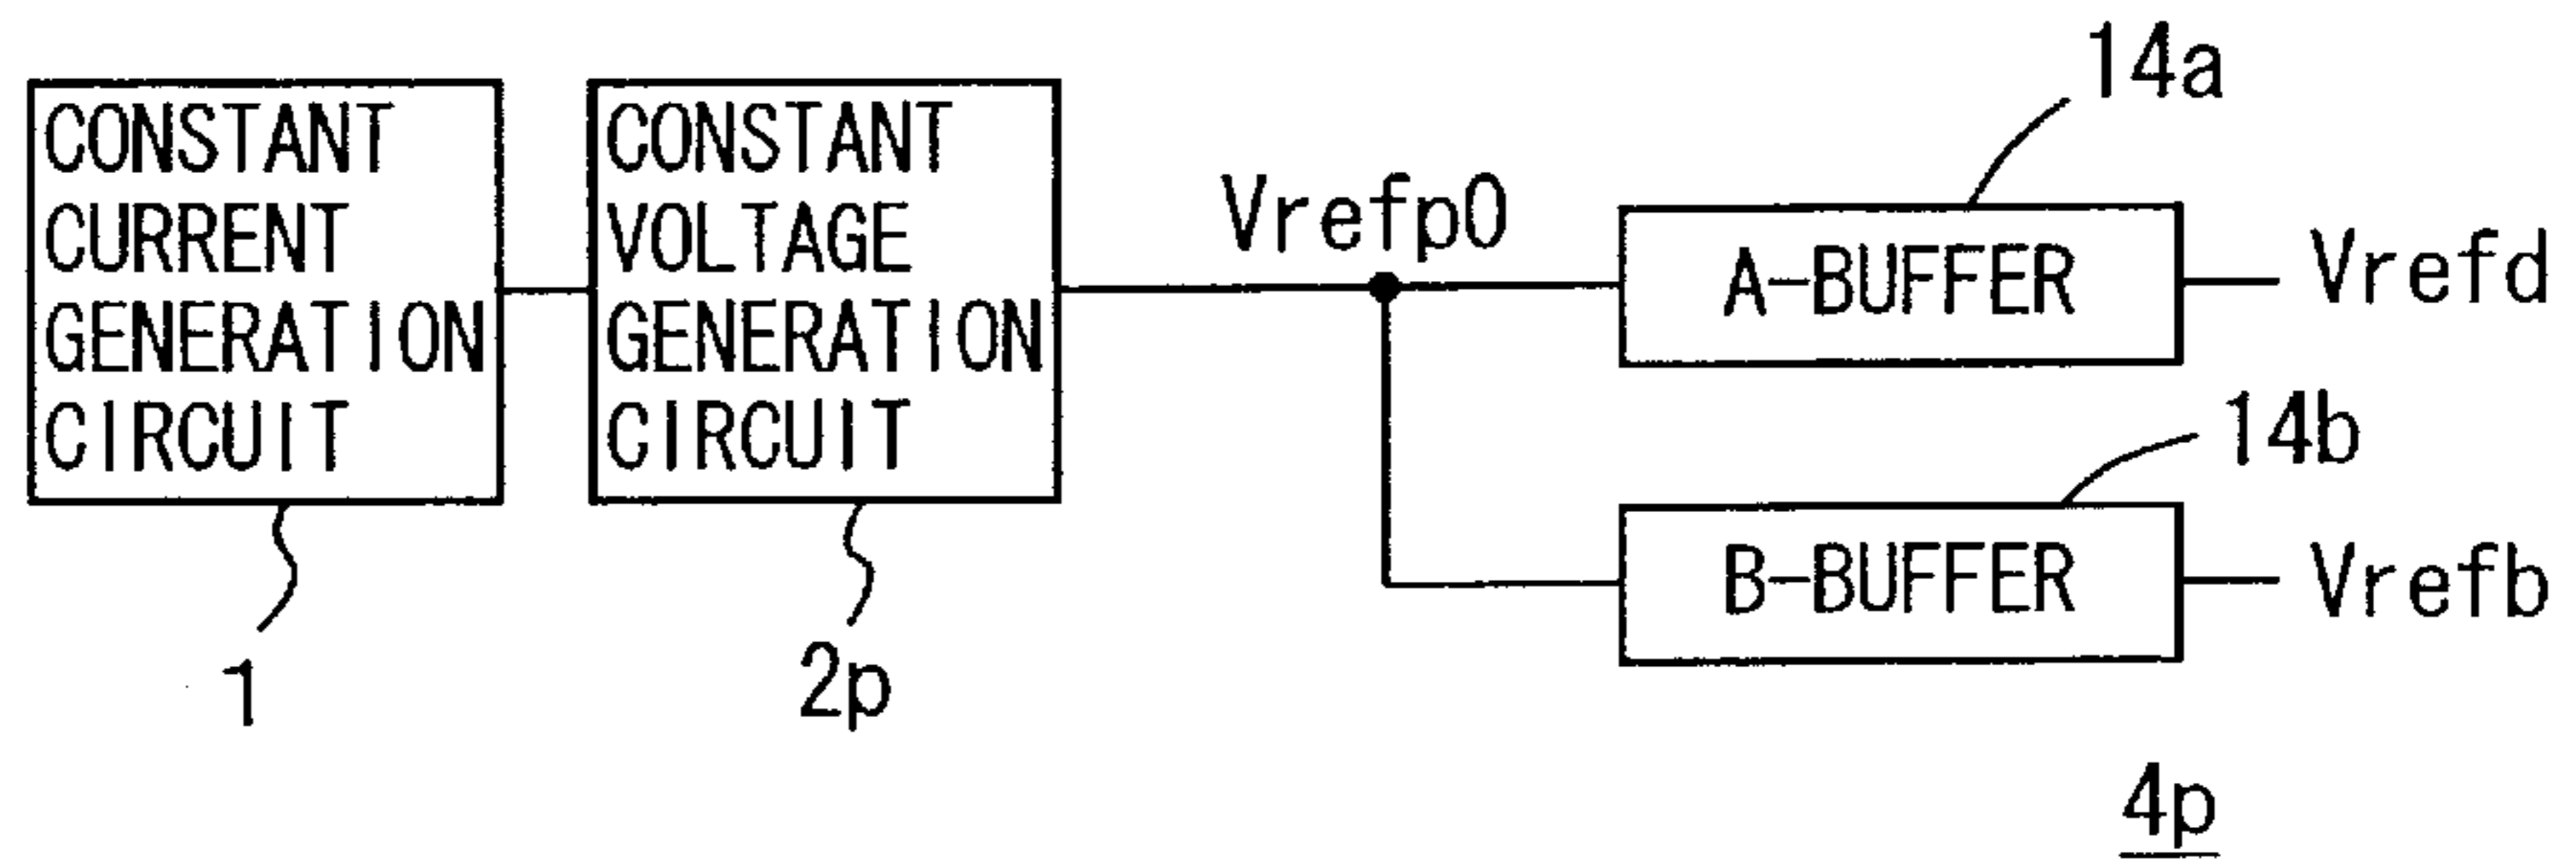 CONSTANT
CURRENT
GENERATION
CIRCUIT
1
CONSTANT
VOLTAGE
GENERATION
CIRCUIT
2p
Vrefp0
14a
A-BUFFER
Vrefd
14b
B-BUFFER
Vrefb
4p